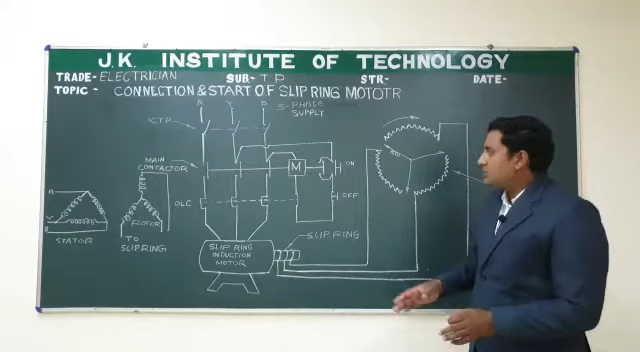 J.K. INSTITUTE OF TECHNOLOGY
TRADE- ELECTRICIAN SUB.- T.P STR- DATE-
TOPIC - CONNECTION & START OF SLIP RING MOTOTR
R Y B 3-PHASE SUPPLY
ICTP
MAIN CONTACTOR
M ON
R
OLC OFF
Y
B
ROTOR
STATOR
TO SLIPRING
SLIP RING
SLIP RING INDUCTION MOTOR